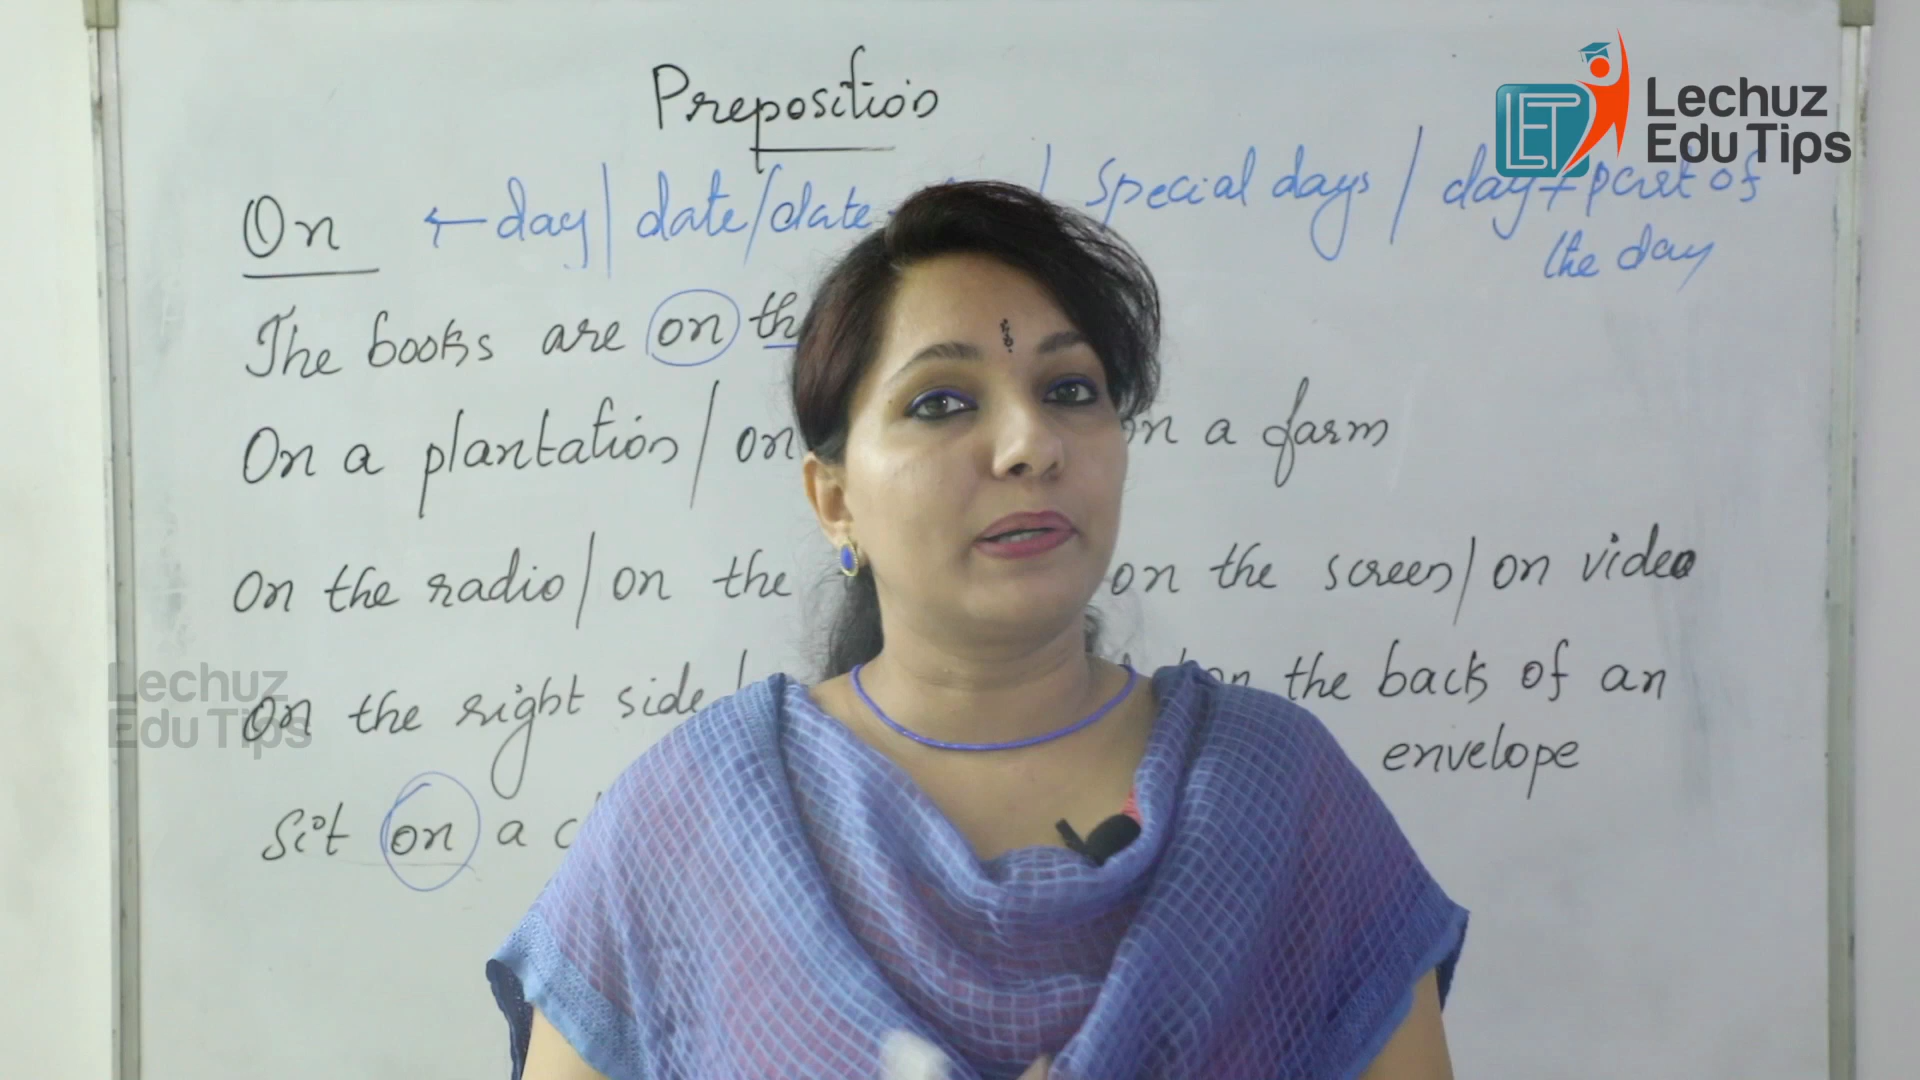 Preposition
Lechuz
Edu Tips
On ← day | date / date / special days / day + part of
the day
The books are on
On a plantation / on on a farm
on the radio / on the on the screen / on video
Lechuz
Edu Tips
on the right side / on the back of an
envelope
Sit on a